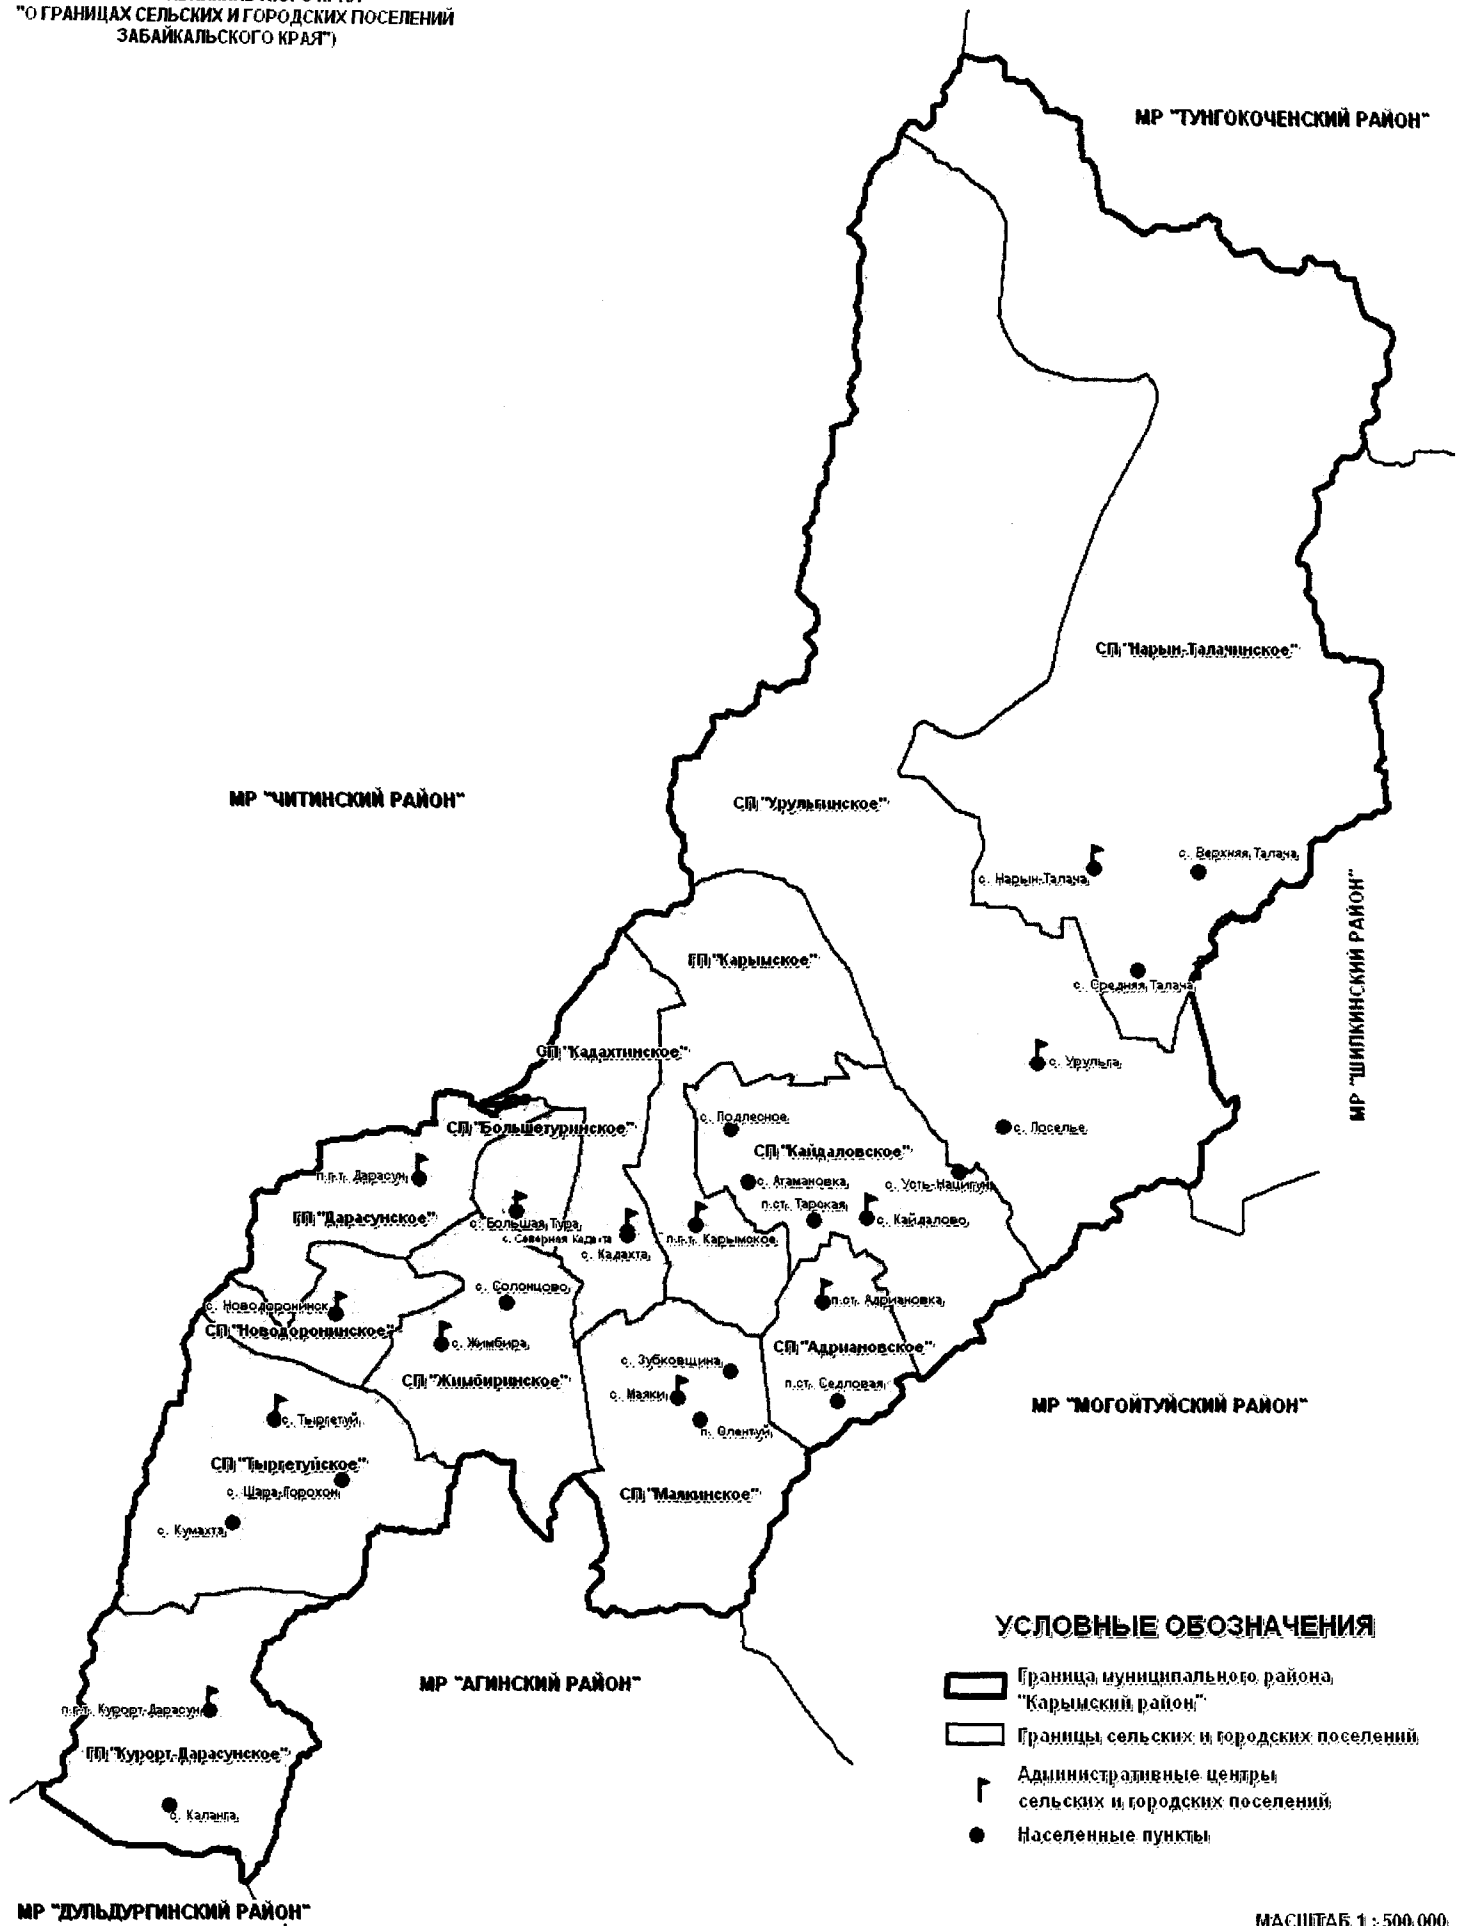 "О ГРАНИЦАХ СЕЛЬСКИХ И ГОРОДСКИХ ПОСЕЛЕНИЙ
ЗАБАЙКАЛЬСКОГО КРАЯ")
МР "ТУНГОКОЧЕНСКИЙ РАЙОН"
СП "Нарын-Талачинское"
МР "ЧИТИНСКИЙ РАЙОН"
СП "Урульгинское"
с. Верхняя Талача
с. Нарын-Талача
МР "ШИЛКИНСКИЙ РАЙОН"
ГП "Карымское"
с. Средняя Талача
СП "Кадахтинское"
с. Урульга
с. Подлесное
СП "Большетуринское"
с. Поселье
СП "Кайдаловское"
п.г.т. Дарасун
с. Атамановка
с. Усть-Нацигун
п.ст. Тарская
ГП "Дарасунское"
с. Кайдалово
с. Большая Тура
с. Северная Кадахта
п.г.т. Карымское
с. Кадахта
с. Солонцово
с. Новодоронинск
п.ст. Адриановка
СП "Новодоронинское"
с. Жимбира
СП "Адриановское"
с. Зубковщина
СП "Жимбиринское"
п.ст. Седловая
с. Маяки
МР "МОГОЙТУЙСКИЙ РАЙОН"
с. Тыргетуй
п. Олентуй
СП "Тыргетуйское"
с. Шара-Горохон
СП "Маякинское"
с. Кумахта
УСЛОВНЫЕ ОБОЗНАЧЕНИЯ
Граница муниципального района
"Карымский район"
МР "АГИНСКИЙ РАЙОН"
п.г.т. Курорт-Дарасун
Границы сельских и городских поселений
ГП "Курорт-Дарасунское"
Административные центры
сельских и городских поселений
с. Каланга
Населенные пункты
МР "ДУЛЬДУРГИНСКИЙ РАЙОН"
МАСШТАБ 1 : 500 000